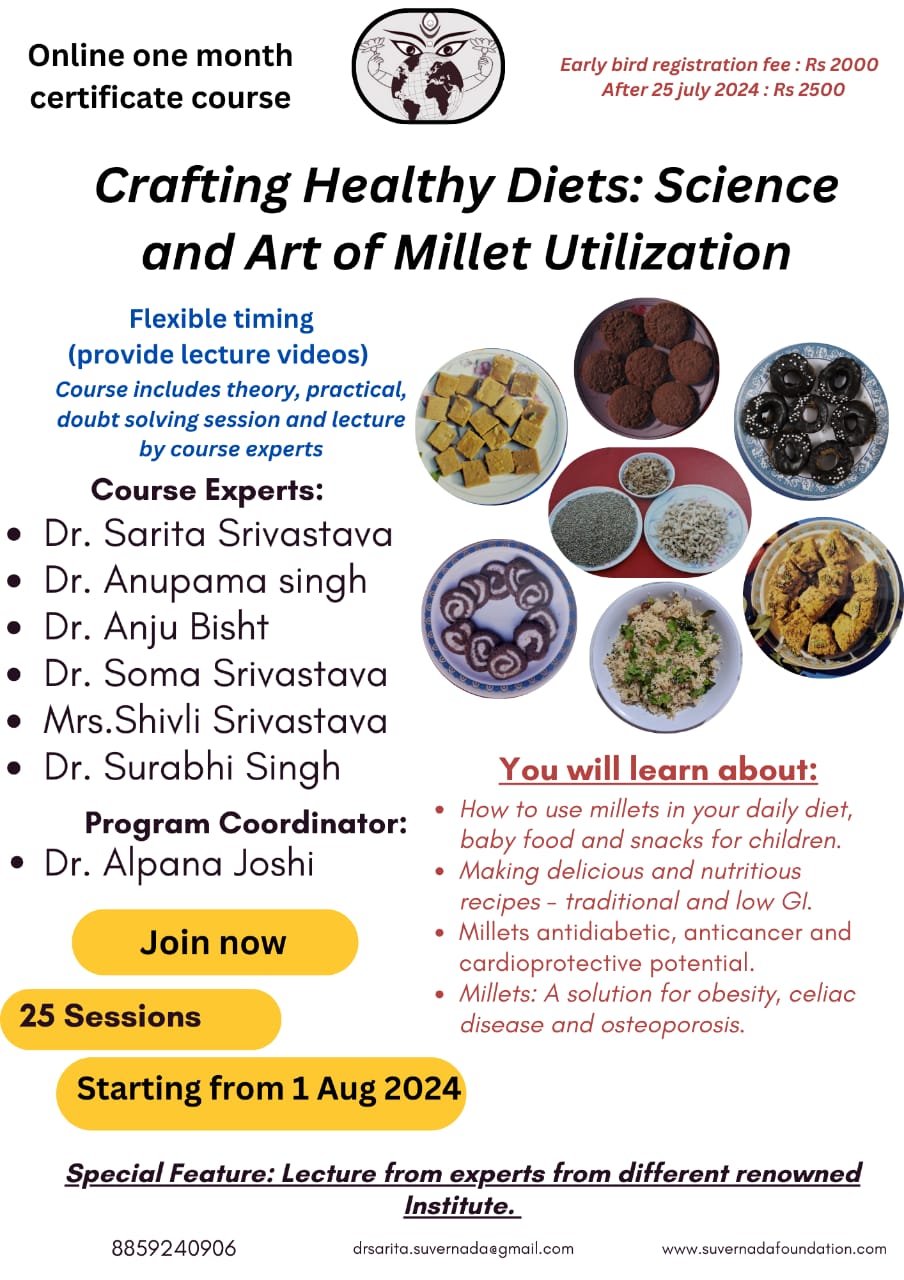 Online one month
certificate course
Early bird registration fee : Rs 2000
After 25 july 2024 : Rs 2500
Crafting Healthy Diets: Science
and Art of Millet Utilization
Flexible timing
(provide lecture videos)
Course includes theory, practical,
doubt solving session and lecture
by course experts
Course Experts:
• Dr. Sarita Srivastava
• Dr. Anupama singh
• Dr. Anju Bisht
• Dr. Soma Srivastava
• Mrs.Shivli Srivastava
• Dr. Surabhi Singh
Program Coordinator:
• Dr. Alpana Joshi
Join now
25 Sessions
Starting from 1 Aug 2024
You will learn about:
• How to use millets in your daily diet,
baby food and snacks for children.
• Making delicious and nutritious
recipes - traditional and low GI.
• Millets antidiabetic, anticancer and
cardioprotective potential.
• Millets: A solution for obesity, celiac
disease and osteoporosis.
Special Feature: Lecture from experts from different renowned
Institute.
8859240906
drsarita.suvernada@gmail.com
www.suvernadafoundation.com